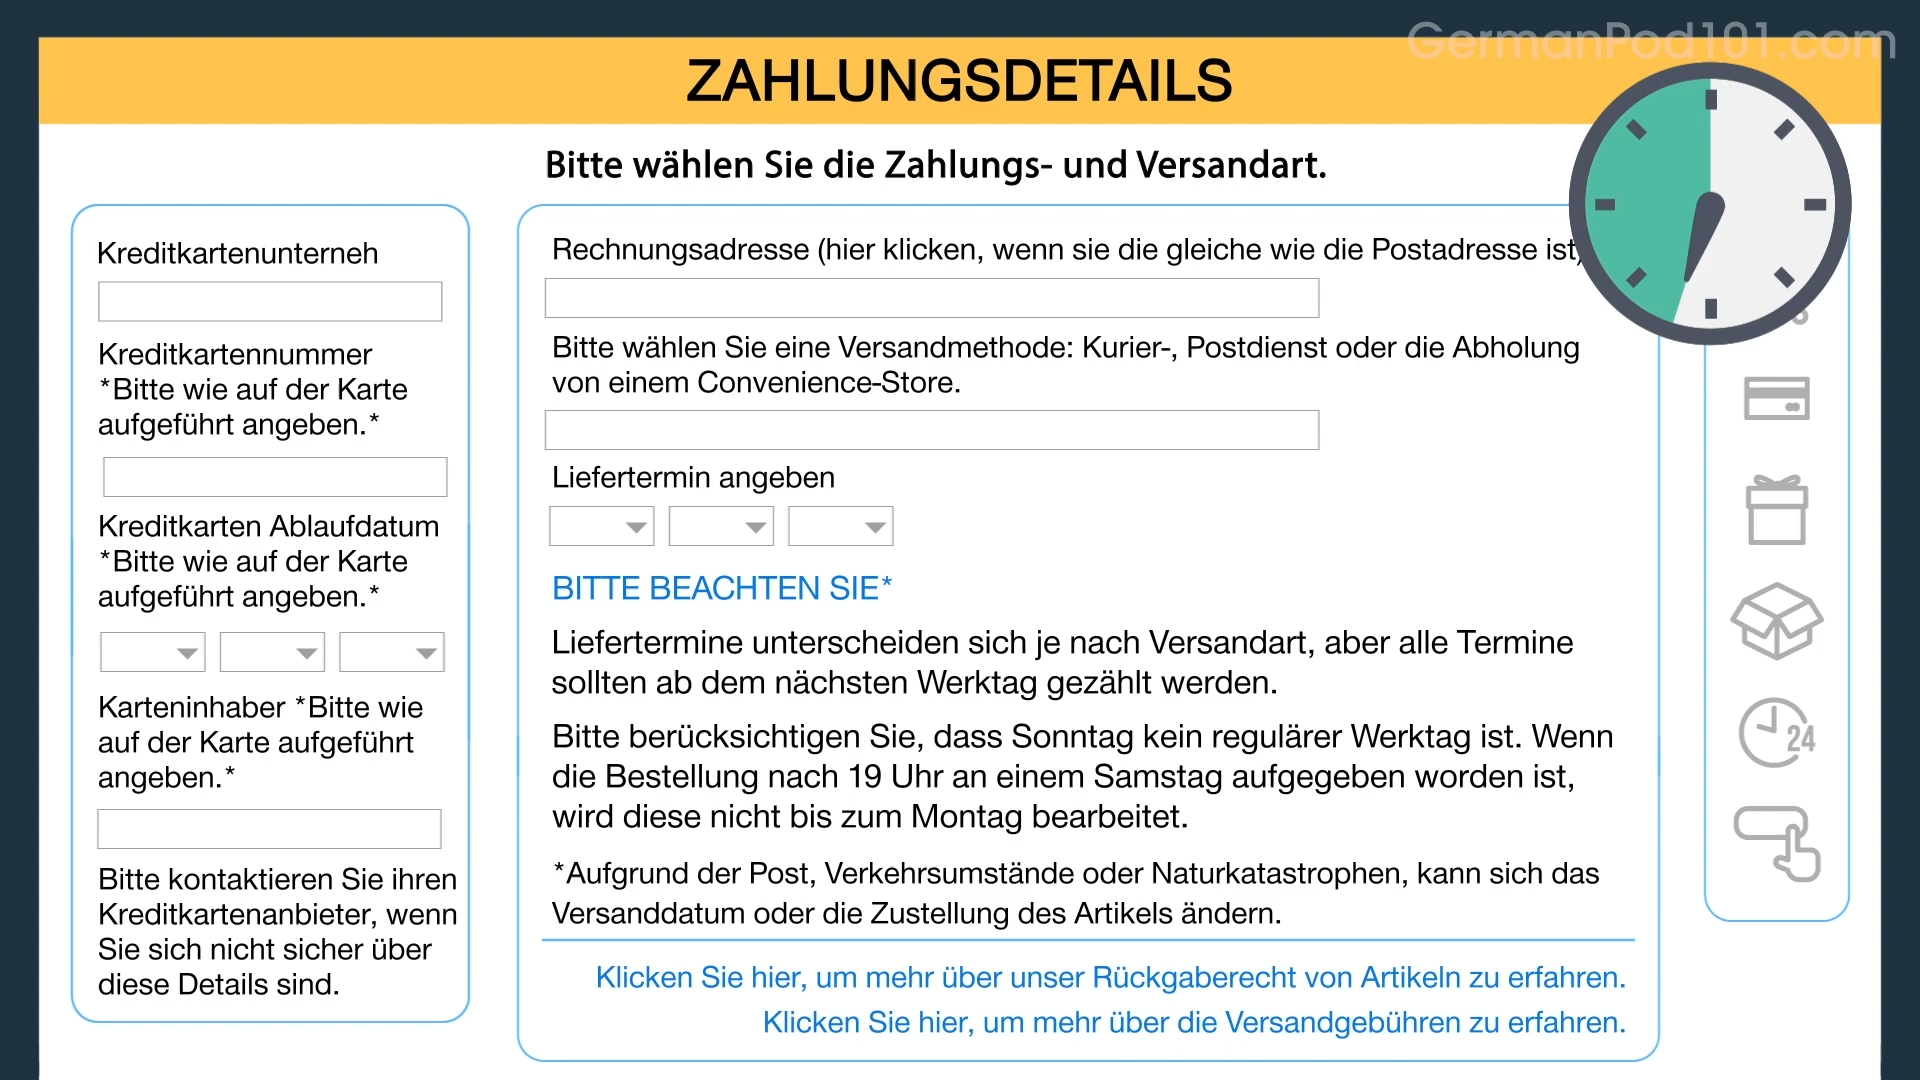 GermanPod101.com
ZAHLUNGSDETAILS
Bitte wählen Sie die Zahlungs- und Versandart.
Kreditkartenunterneh
Kreditkartennummer
*Bitte wie auf der Karte
aufgeführt angeben.*
Kreditkarten Ablaufdatum
*Bitte wie auf der Karte
aufgeführt angeben.*
Karteninhaber *Bitte wie
auf der Karte aufgeführt
angeben.*
Bitte kontaktieren Sie ihren
Kreditkartenanbieter, wenn
Sie sich nicht sicher über
diese Details sind.
Rechnungsadresse (hier klicken, wenn sie die gleiche wie die Postadresse ist)
Bitte wählen Sie eine Versandmethode: Kurier-, Postdienst oder die Abholung
von einem Convenience-Store.
Liefertermin angeben
BITTE BEACHTEN SIE*
Liefertermine unterscheiden sich je nach Versandart, aber alle Termine
sollten ab dem nächsten Werktag gezählt werden.
Bitte berücksichtigen Sie, dass Sonntag kein regulärer Werktag ist. Wenn
die Bestellung nach 19 Uhr an einem Samstag aufgegeben worden ist,
wird diese nicht bis zum Montag bearbeitet.
*Aufgrund der Post, Verkehrsumstände oder Naturkatastrophen, kann sich das
Versanddatum oder die Zustellung des Artikels ändern.
Klicken Sie hier, um mehr über unser Rückgaberecht von Artikeln zu erfahren.
Klicken Sie hier, um mehr über die Versandgebühren zu erfahren.
24